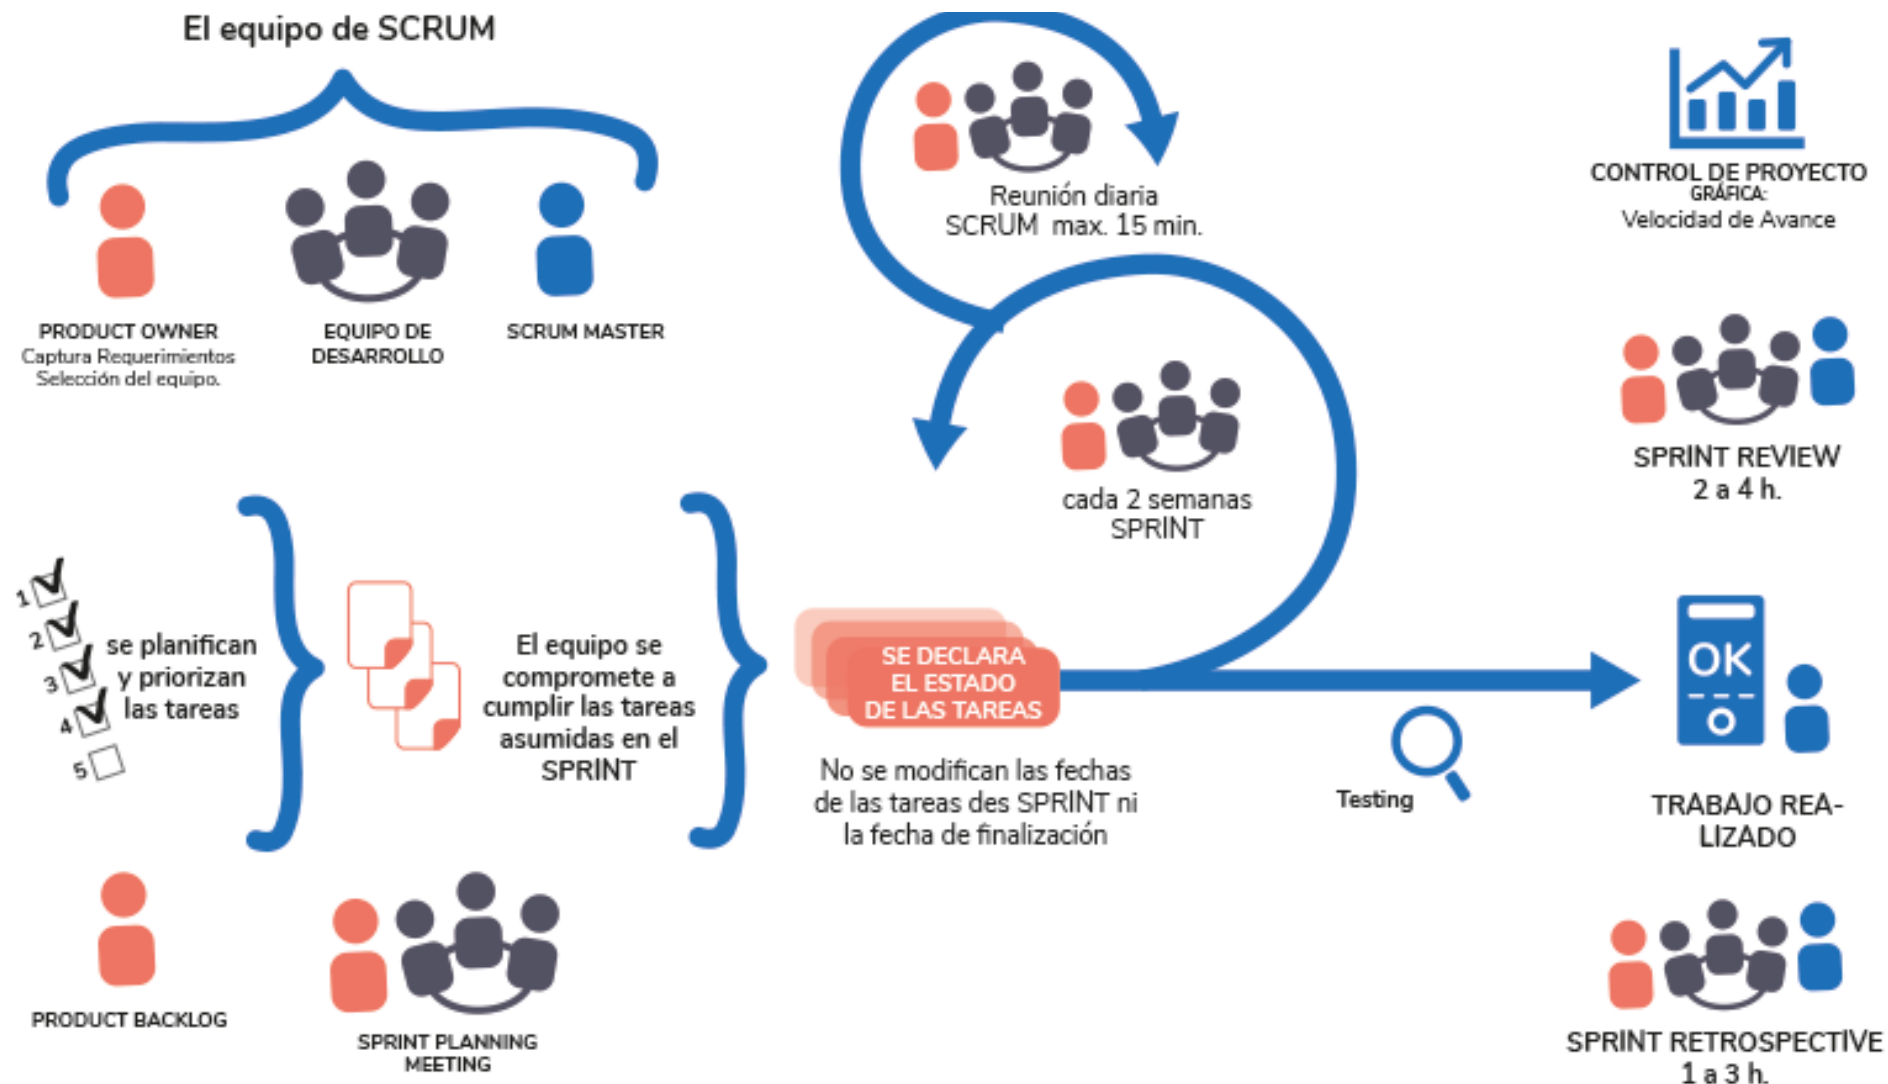 El equipo de SCRUM
PRODUCT OWNER
Captura Requerimientos
Selección del equipo.
EQUIPO DE
DESARROLLO
SCRUM MASTER
Reunión diaria
SCRUM max. 15 min.
cada 2 semanas
SPRINT
CONTROL DE PROYECTO
GRÁFICA:
Velocidad de Avance
SPRINT REVIEW
2 a 4 h.
1
2
3
4
5
se planifican
y priorizan
las tareas
El equipo se
compromete a
cumplir las tareas
asumidas en el
SPRINT
SE DECLARA
EL ESTADO
DE LAS TAREAS
No se modifican las fechas
de las tareas des SPRINT ni
la fecha de finalización
Testing
OK
TRABAJO REA-
LIZADO
PRODUCT BACKLOG
SPRINT PLANNING
MEETING
SPRINT RETROSPECTIVE
1 a 3 h.